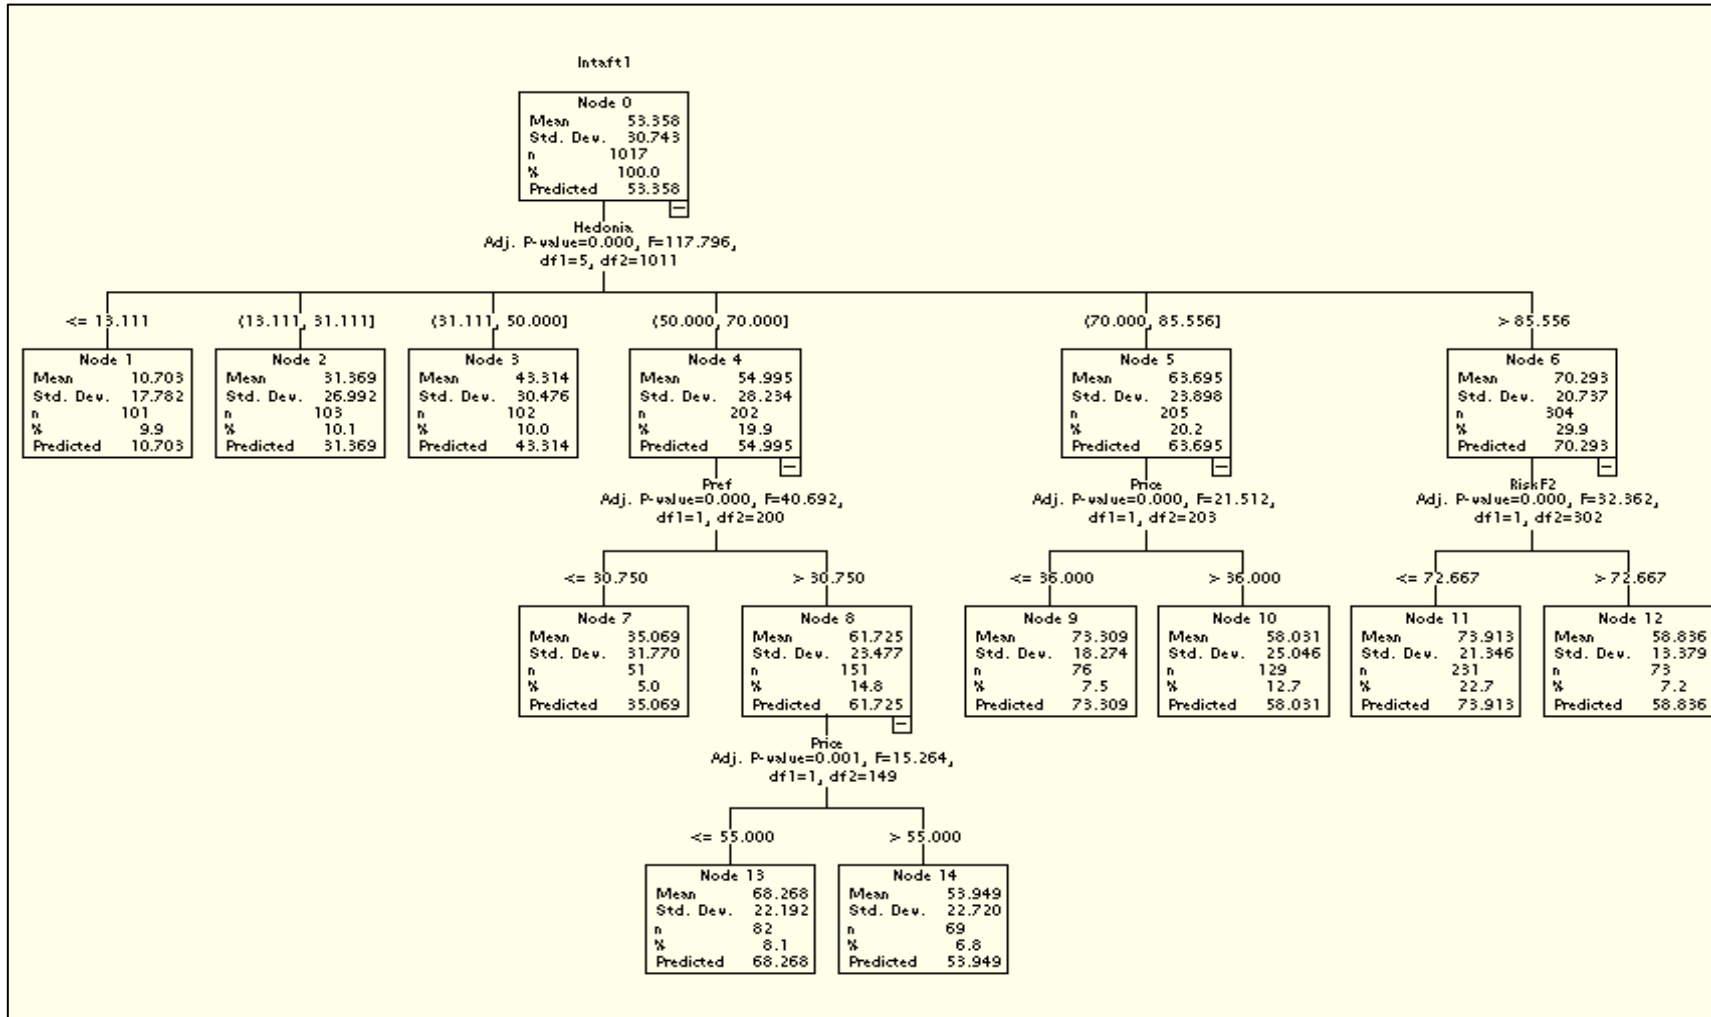 Intaft1
Node 0
Mean 53.358
Std. Dev. 30.743
n 1017
% 100.0
Predicted 53.358
Hedonia
Adj. P-value=0.000, F=117.796,
df1=5, df2=1011
<= 13.111
(13.111, 31.111]
(31.111, 50.000]
(50.000, 70.000]
(70.000, 85.556]
> 85.556
Node 1
Mean 10.703
Std. Dev. 17.782
n 101
% 9.9
Predicted 10.703
Node 2
Mean 31.369
Std. Dev. 26.992
n 103
% 10.1
Predicted 31.369
Node 3
Mean 43.314
Std. Dev. 30.476
n 102
% 10.0
Predicted 43.314
Node 4
Mean 54.995
Std. Dev. 28.234
n 202
% 19.9
Predicted 54.995
Node 5
Mean 63.695
Std. Dev. 23.898
n 205
% 20.2
Predicted 63.695
Node 6
Mean 70.293
Std. Dev. 20.737
n 304
% 29.9
Predicted 70.293
Pref
Adj. P-value=0.000, F=40.692,
df1=1, df2=200
Price
Adj. P-value=0.000, F=21.512,
df1=1, df2=203
RiskF2
Adj. P-value=0.000, F=32.362,
df1=1, df2=302
<= 30.750
> 30.750
<= 36.000
> 36.000
<= 72.667
> 72.667
Node 7
Mean 35.069
Std. Dev. 31.770
n 51
% 5.0
Predicted 35.069
Node 8
Mean 61.725
Std. Dev. 23.477
n 151
% 14.8
Predicted 61.725
Node 9
Mean 73.309
Std. Dev. 18.274
n 76
% 7.5
Predicted 73.309
Node 10
Mean 58.031
Std. Dev. 25.046
n 129
% 12.7
Predicted 58.031
Node 11
Mean 73.913
Std. Dev. 21.346
n 231
% 22.7
Predicted 73.913
Node 12
Mean 58.836
Std. Dev. 13.379
n 73
% 7.2
Predicted 58.836
Price
Adj. P-value=0.001, F=15.264,
df1=1, df2=149
<= 55.000
> 55.000
Node 13
Mean 68.268
Std. Dev. 22.192
n 82
% 8.1
Predicted 68.268
Node 14
Mean 53.949
Std. Dev. 22.720
n 69
% 6.8
Predicted 53.949